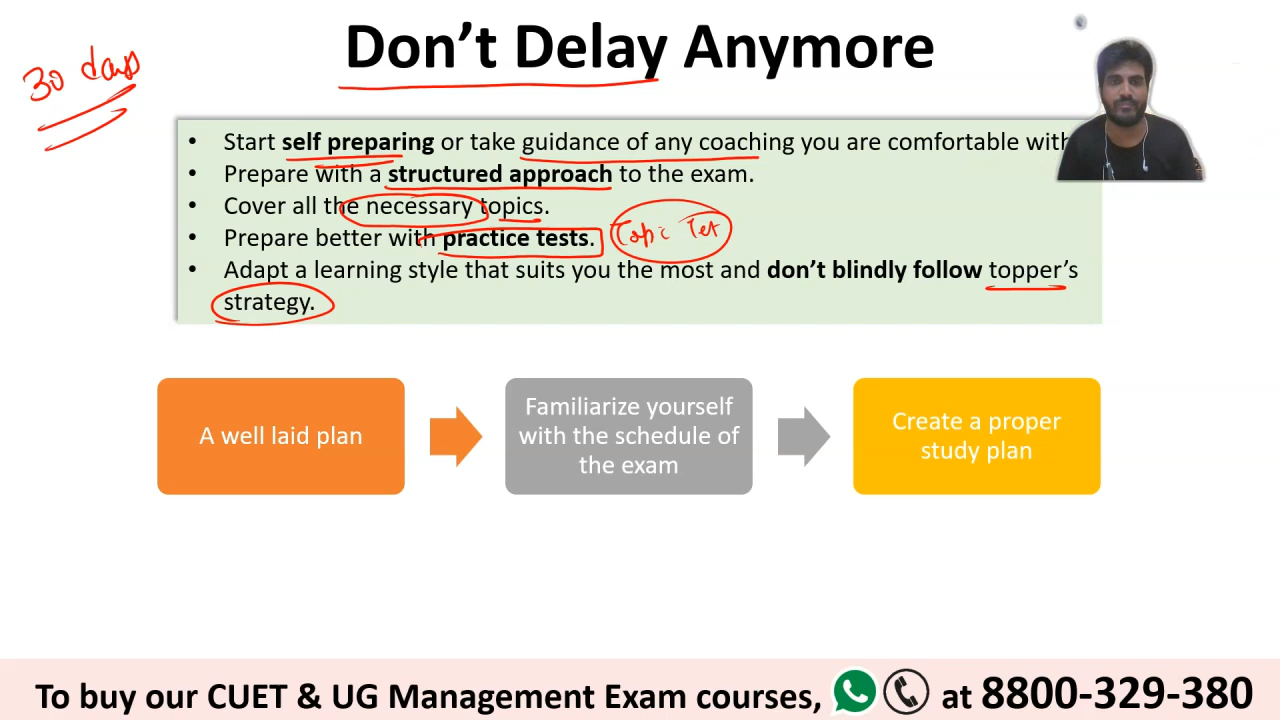 Don't Delay Anymore
30 days
• Start self preparing or take guidance of any coaching you are comfortable with
• Prepare with a structured approach to the exam.
• Cover all the necessary topics.
• Prepare better with practice tests. Topic Test
• Adapt a learning style that suits you the most and don't blindly follow topper's
strategy.
A well laid plan
Familiarize yourself
with the schedule of
the exam
Create a proper
study plan
To buy our CUET & UG Management Exam courses, at 8800-329-380